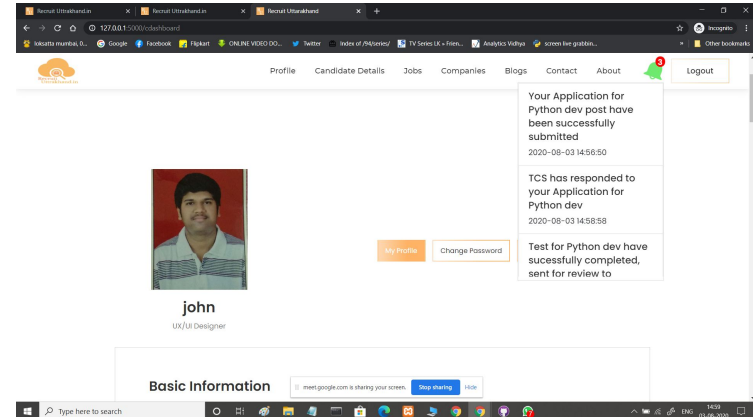 Recruit Uttrakhand.in
Recruit Uttrakhand.in
Recruit Uttarakhand
127.0.0.1:5000/cdashboard
Incognito
loksatta mumbai, 0...
Google
Facebook
Flipkart
ONLINE VIDEO DO...
Twitter
Index of /94/series/
TV Series LK + Frien...
Analytics Vidhya
screen live grabbin...
Other bookmarks
Recruit
Uttrakhand.in
Profile
Candidate Details
Jobs
Companies
Blogs
Contact
About
3
Logout
Your Application for
Python dev post have
been successfully
submitted
2020-08-03 14:56:50
TCS has responded to
your Application for
Python dev
2020-08-03 14:58:58
Test for Python dev have
sucessfully completed,
sent for review to
My Profile
Change Password
john
UX/UI Designer
Basic Information
meet.google.com is sharing your screen.
Stop sharing
Hide
Type here to search
ENG
14:59
03-08-2020